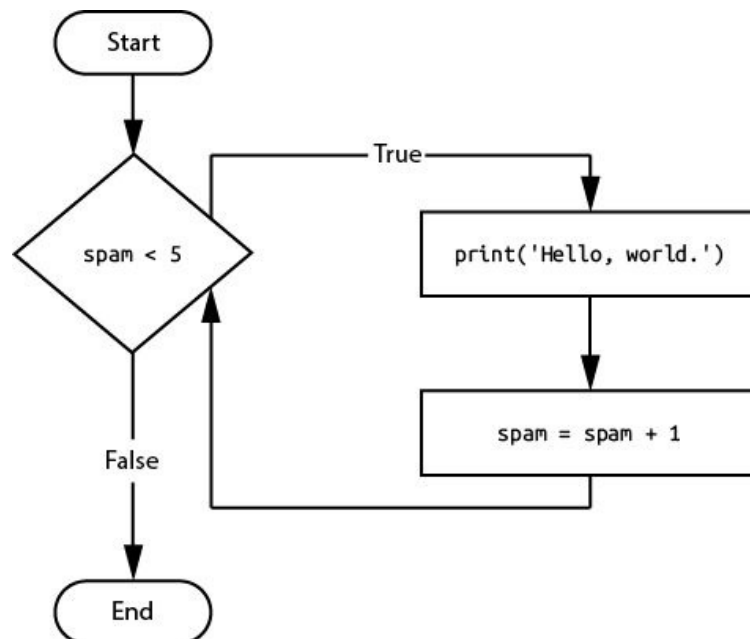 Start
True
spam < 5
print('Hello, world.')
spam = spam + 1
False
End